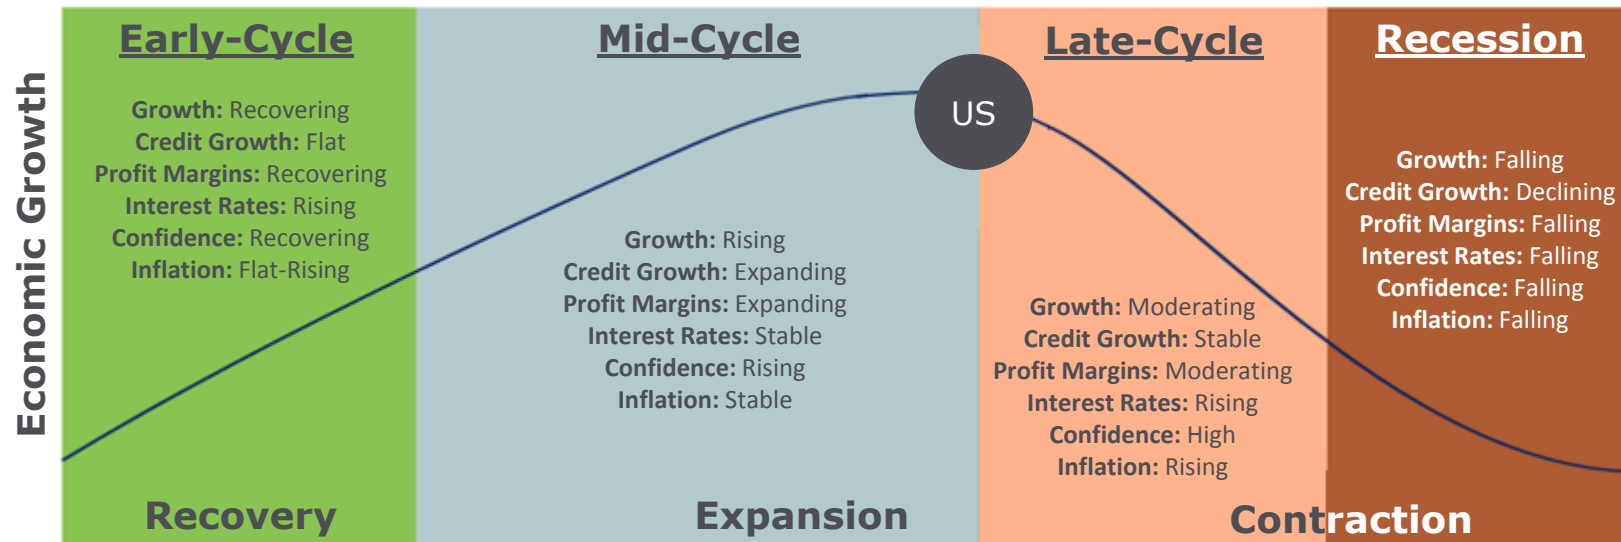 Economic Growth
Early-Cycle
Growth: Recovering
Credit Growth: Flat
Profit Margins: Recovering
Interest Rates: Rising
Confidence: Recovering
Inflation: Flat-Rising
Recovery
Mid-Cycle
Growth: Rising
Credit Growth: Expanding
Profit Margins: Expanding
Interest Rates: Stable
Confidence: Rising
Inflation: Stable
Expansion
US
Late-Cycle
Growth: Moderating
Credit Growth: Stable
Profit Margins: Moderating
Interest Rates: Rising
Confidence: High
Inflation: Rising
Recession
Growth: Falling
Credit Growth: Declining
Profit Margins: Falling
Interest Rates: Falling
Confidence: Falling
Inflation: Falling
Contraction